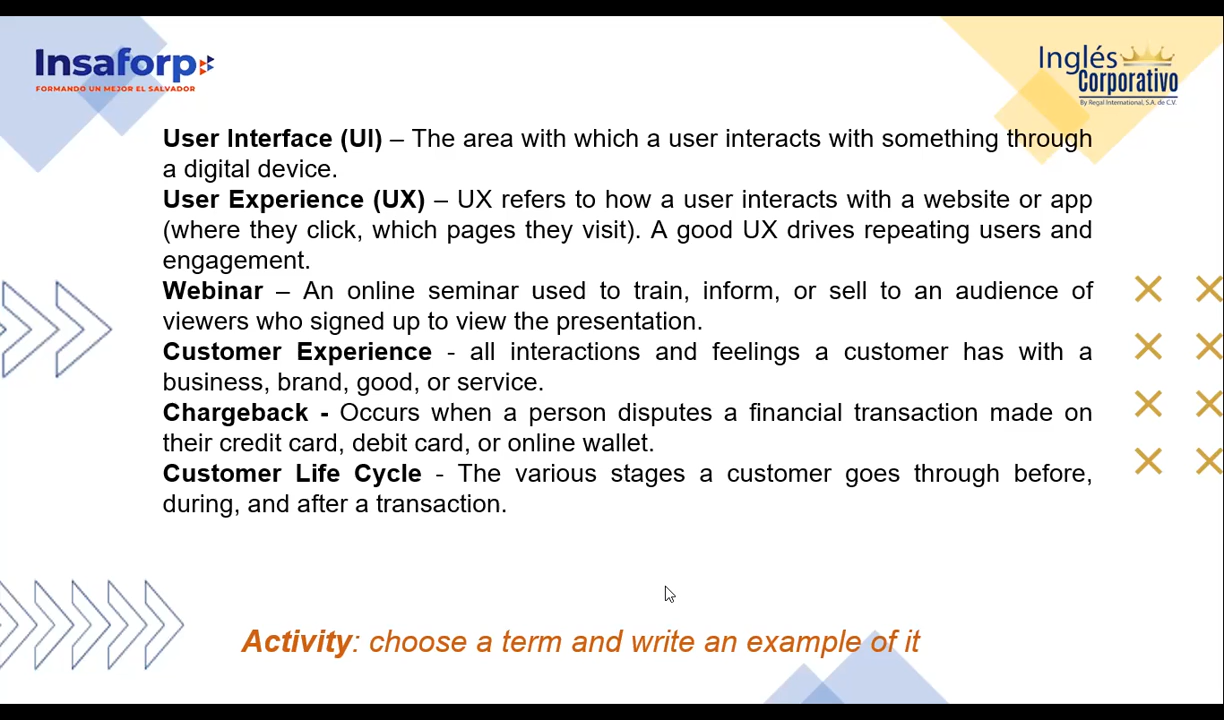 Insaforp
FORMANDO UN MEJOR EL SALVADOR
Inglés
Corporativo
By Regal International, S.A. de C.V.
User Interface (UI) – The area with which a user interacts with something through
a digital device.
User Experience (UX) – UX refers to how a user interacts with a website or app
(where they click, which pages they visit). A good UX drives repeating users and
engagement.
Webinar – An online seminar used to train, inform, or sell to an audience of
viewers who signed up to view the presentation.
Customer Experience - all interactions and feelings a customer has with a
business, brand, good, or service.
Chargeback - Occurs when a person disputes a financial transaction made on
their credit card, debit card, or online wallet.
Customer Life Cycle - The various stages a customer goes through before,
during, and after a transaction.
Activity: choose a term and write an example of it